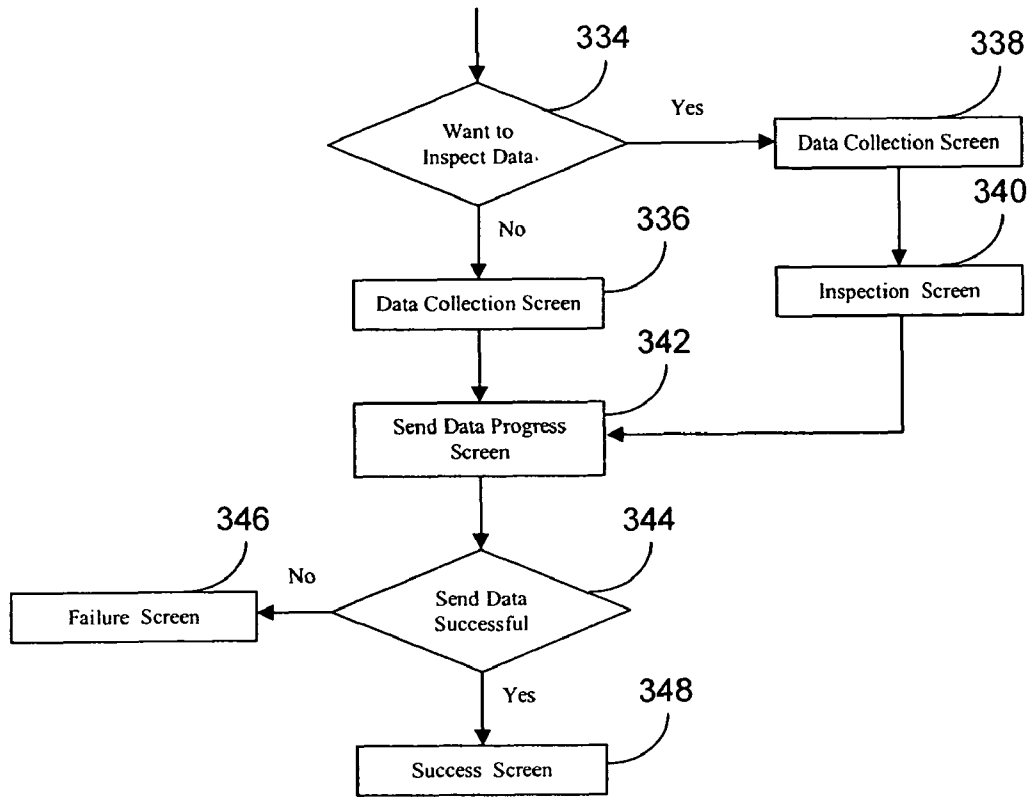 334
338
Want to
Inspect Data
Yes
Data Collection Screen
No
336
340
Data Collection Screen
Inspection Screen
342
Send Data Progress
Screen
346
344
No
Failure Screen
Send Data
Successful
Yes
348
Success Screen